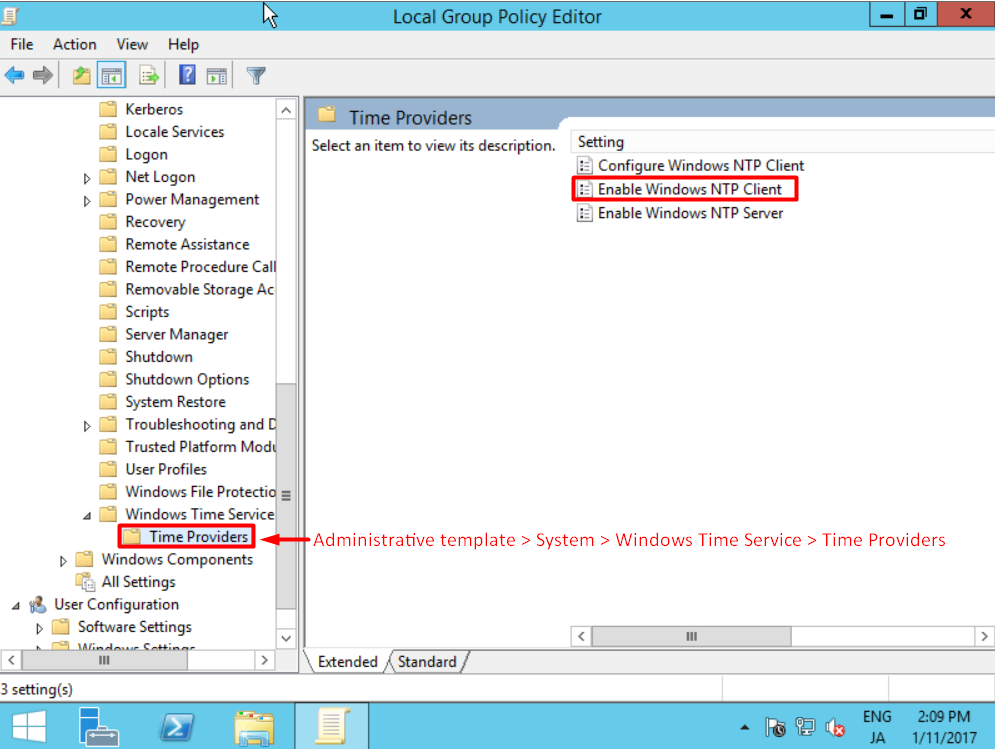 Local Group Policy Editor
File Action View Help
Kerberos
Locale Services
Logon
Net Logon
Power Management
Recovery
Remote Assistance
Remote Procedure Call
Removable Storage Ac
Scripts
Server Manager
Shutdown
Shutdown Options
System Restore
Troubleshooting and D
Trusted Platform Modu
User Profiles
Windows File Protectio
Windows Time Service
Time Providers
Windows Components
All Settings
User Configuration
Software Settings
Windows Settings
Time Providers
Select an item to view its description.
Setting
Configure Windows NTP Client
Enable Windows NTP Client
Enable Windows NTP Server
Administrative template > System > Windows Time Service > Time Providers
Extended Standard
3 setting(s)
ENG
JA
2:09 PM
1/11/2017